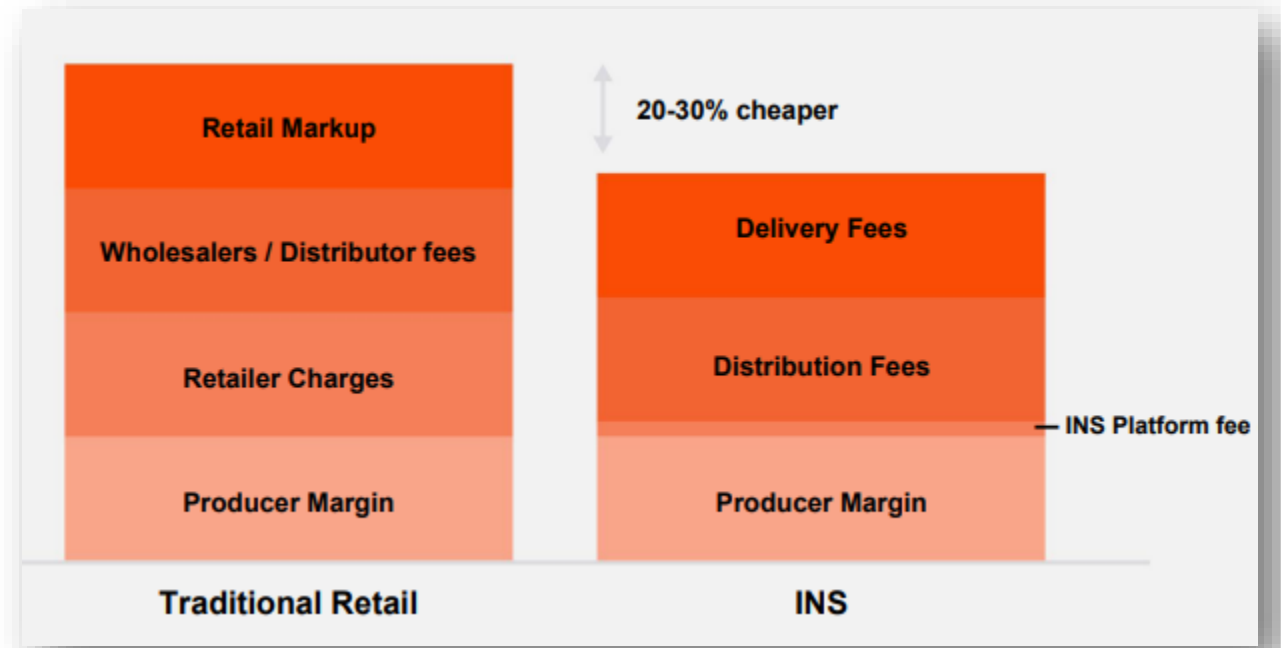 Retail Markup
Wholesalers / Distributor fees
Retailer Charges
Producer Margin
Traditional Retail
20-30% cheaper
Delivery Fees
Distribution Fees
INS Platform fee
Producer Margin
INS